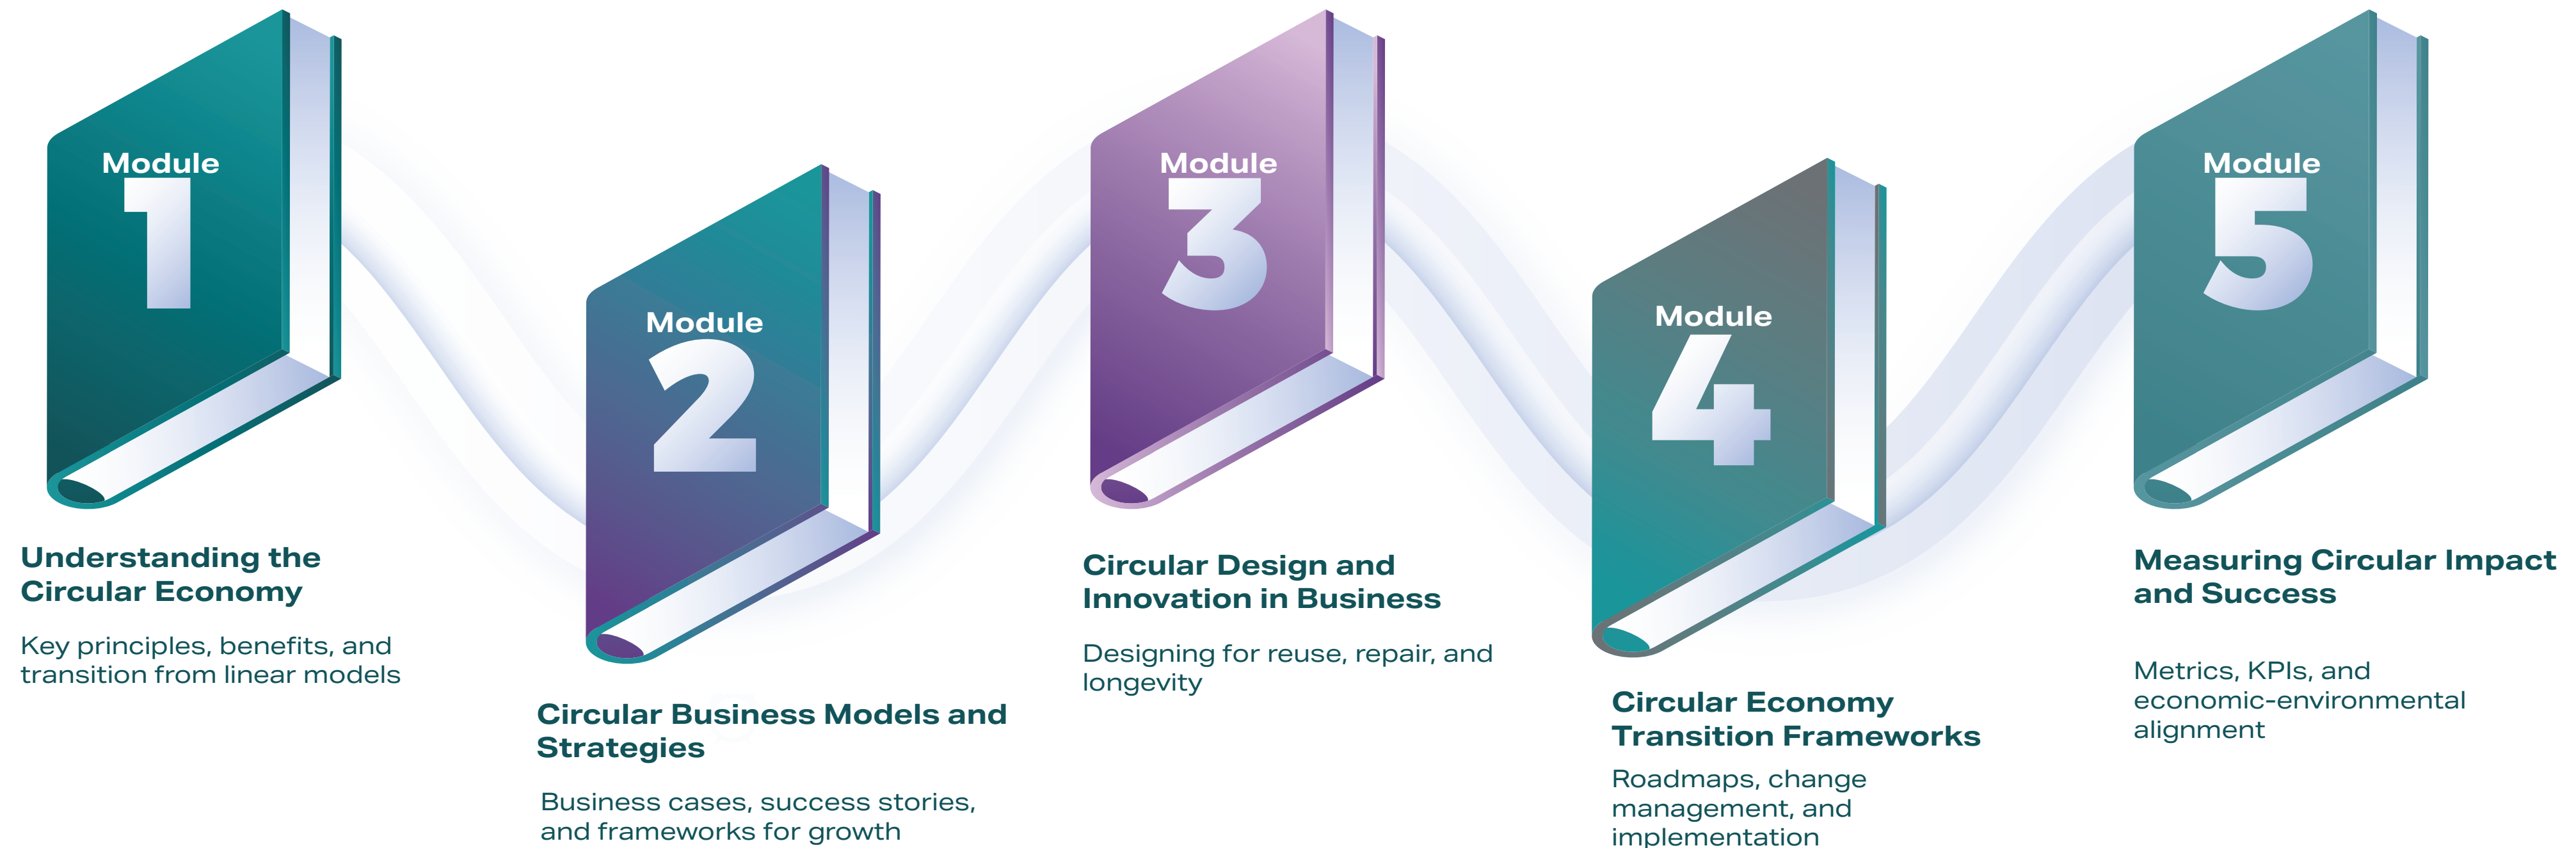 Module
1
Understanding the
Circular Economy
Key principles, benefits, and
transition from linear models
Module
2
Circular Business Models and
Strategies
Business cases, success stories,
and frameworks for growth
Module
3
Circular Design and
Innovation in Business
Designing for reuse, repair, and
longevity
Module
4
Circular Economy
Transition Frameworks
Roadmaps, change
management, and
implementation
Module
5
Measuring Circular Impact
and Success
Metrics, KPIs, and
economic-environmental
alignment